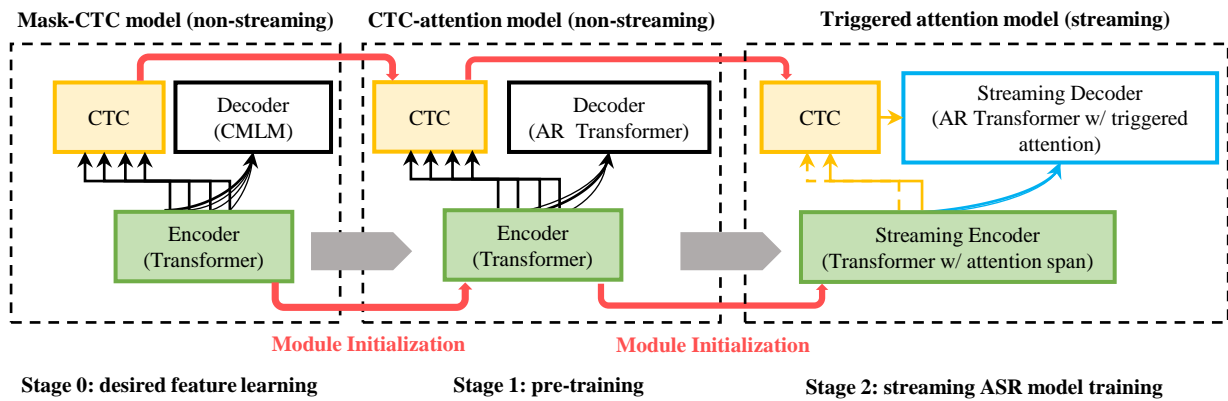 Mask-CTC model (non-streaming)
CTC
Decoder
(CMLM)
Encoder
(Transformer)
CTC-attention model (non-streaming)
CTC
Decoder
(AR Transformer)
Encoder
(Transformer)
Triggered attention model (streaming)
CTC
Streaming Decoder
(AR Transformer w/ triggered
attention)
Streaming Encoder
(Transformer w/ attention span)
Module Initialization
Module Initialization
Stage 0: desired feature learning
Stage 1: pre-training
Stage 2: streaming ASR model training